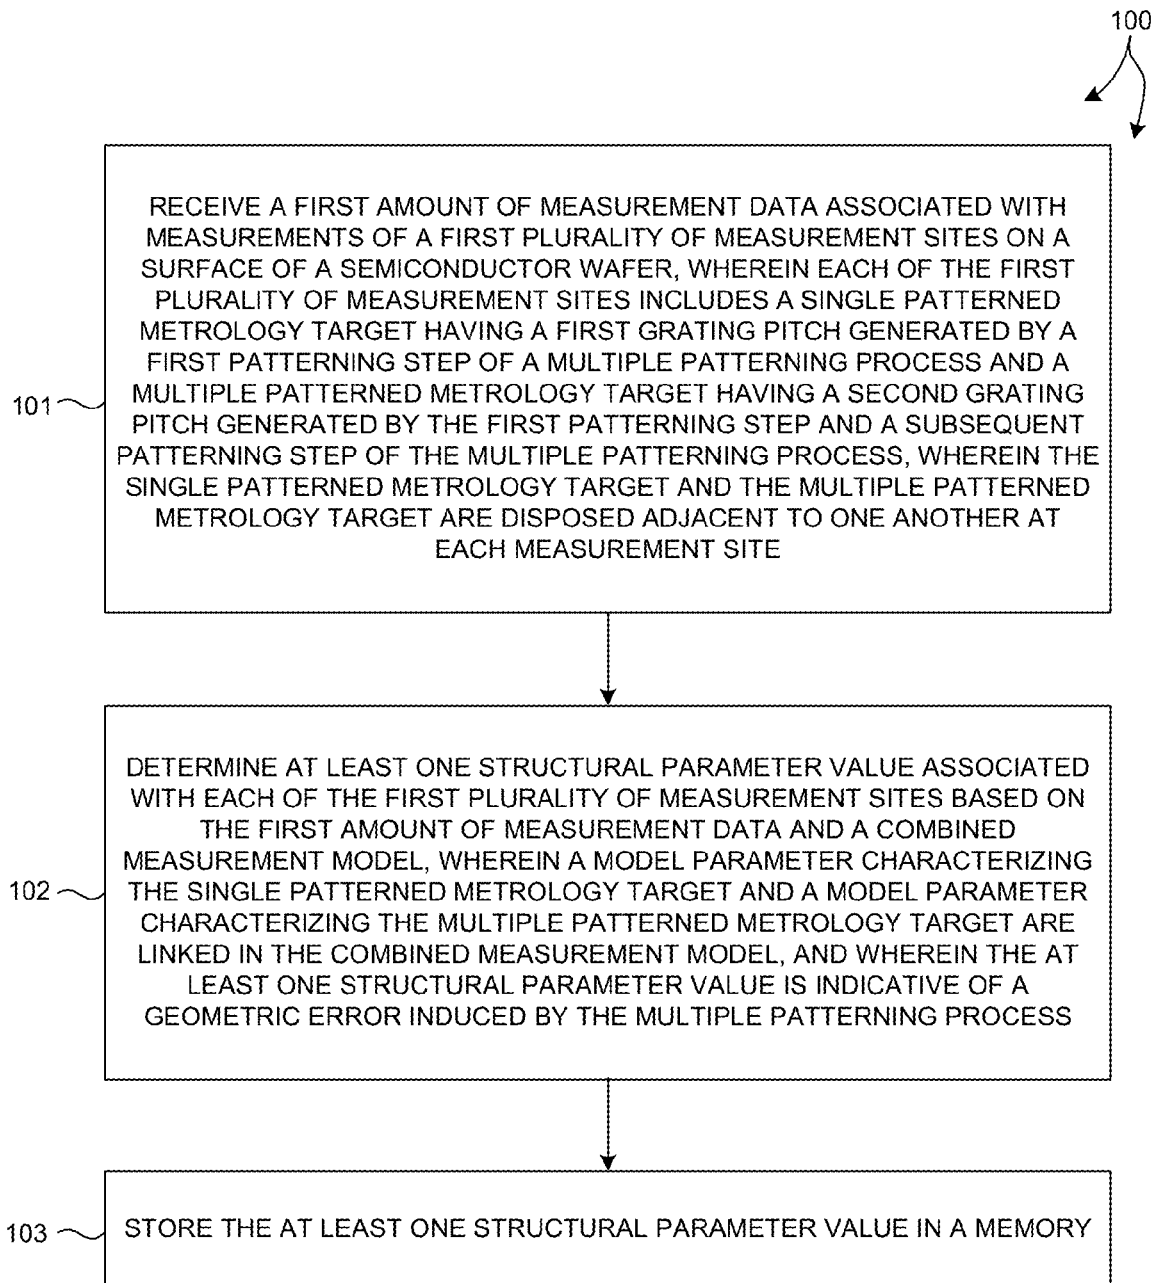 100
RECEIVE A FIRST AMOUNT OF MEASUREMENT DATA ASSOCIATED WITH
MEASUREMENTS OF A FIRST PLURALITY OF MEASUREMENT SITES ON A
SURFACE OF A SEMICONDUCTOR WAFER, WHEREIN EACH OF THE FIRST
PLURALITY OF MEASUREMENT SITES INCLUDES A SINGLE PATTERNED
METROLOGY TARGET HAVING A FIRST GRATING PITCH GENERATED BY A
FIRST PATTERNING STEP OF A MULTIPLE PATTERNING PROCESS AND A
MULTIPLE PATTERNED METROLOGY TARGET HAVING A SECOND GRATING
PITCH GENERATED BY THE FIRST PATTERNING STEP AND A SUBSEQUENT
PATTERNING STEP OF THE MULTIPLE PATTERNING PROCESS, WHEREIN THE
SINGLE PATTERNED METROLOGY TARGET AND THE MULTIPLE PATTERNED
METROLOGY TARGET ARE DISPOSED ADJACENT TO ONE ANOTHER AT
EACH MEASUREMENT SITE
101
DETERMINE AT LEAST ONE STRUCTURAL PARAMETER VALUE ASSOCIATED
WITH EACH OF THE FIRST PLURALITY OF MEASUREMENT SITES BASED ON
THE FIRST AMOUNT OF MEASUREMENT DATA AND A COMBINED
MEASUREMENT MODEL, WHEREIN A MODEL PARAMETER CHARACTERIZING
THE SINGLE PATTERNED METROLOGY TARGET AND A MODEL PARAMETER
CHARACTERIZING THE MULTIPLE PATTERNED METROLOGY TARGET ARE
LINKED IN THE COMBINED MEASUREMENT MODEL, AND WHEREIN THE AT
LEAST ONE STRUCTURAL PARAMETER VALUE IS INDICATIVE OF A
GEOMETRIC ERROR INDUCED BY THE MULTIPLE PATTERNING PROCESS
102
STORE THE AT LEAST ONE STRUCTURAL PARAMETER VALUE IN A MEMORY
103